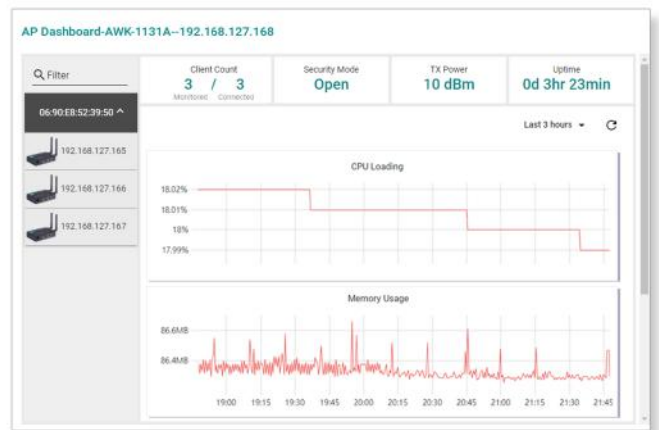 AP Dashboard-AWK-1131A--192.168.127.168
Filter
06:90:E8:52:39:50
192.168.127.165
192.168.127.166
192.168.127.167
Client Count
3 / 3
Monitored Connected
Security Mode
Open
TX Power
10 dBm
Uptime
0d 3hr 23min
Last 3 hours
CPU Loading
18.02%
18.01%
18%
17.99%
Memory Usage
86.6MB
86.4MB
19:00 19:15 19:30 19:45 20:00 20:15 20:30 20:45 21:00 21:15 21:30 21:45